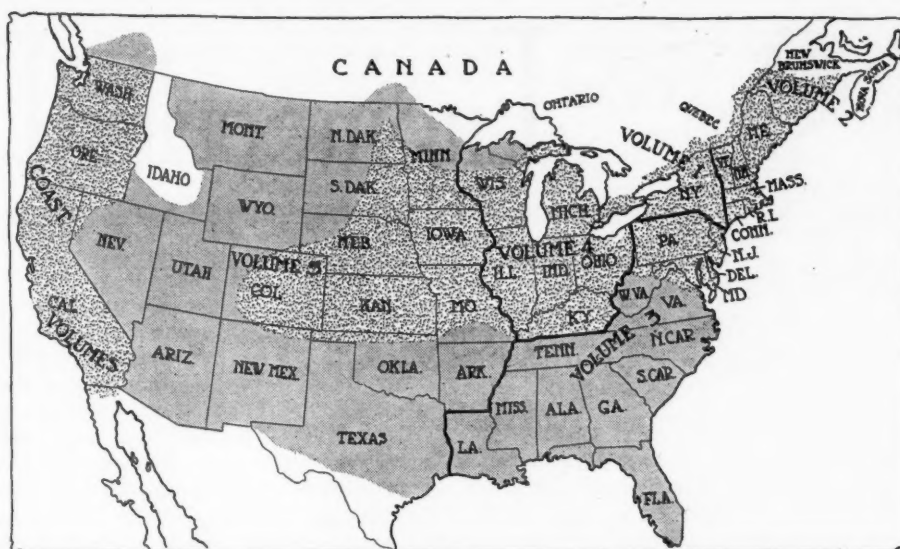 CANADA
NEW
BRUNSWICK
NOVA SCOTIA
VOLUME 2
ONTARIO
QUEBEC
VOLUME 1
WASH
MONT.
N. DAK.
MINN
ME.
VT.
N.H.
ORE.
IDAHO
S. DAK.
WIS.
MICH.
N.Y.
MASS.
R.I.
CONN.
WYO.
COAST
NEB.
IOWA
VOLUME 4
PA.
N.J.
DEL.
MD
NEV.
UTAH
VOLUME 5
COL.
ILL
IND
OHIO
W.VA.
VA.
CAL
VOLUMES
KAN.
MO.
KY.
VOLUME 3
N. CAR
ARIZ.
NEW MEX.
OKLA.
ARK.
TENN.
S. CAR.
MISS.
ALA.
GA.
TEXAS
LA.
FLA.